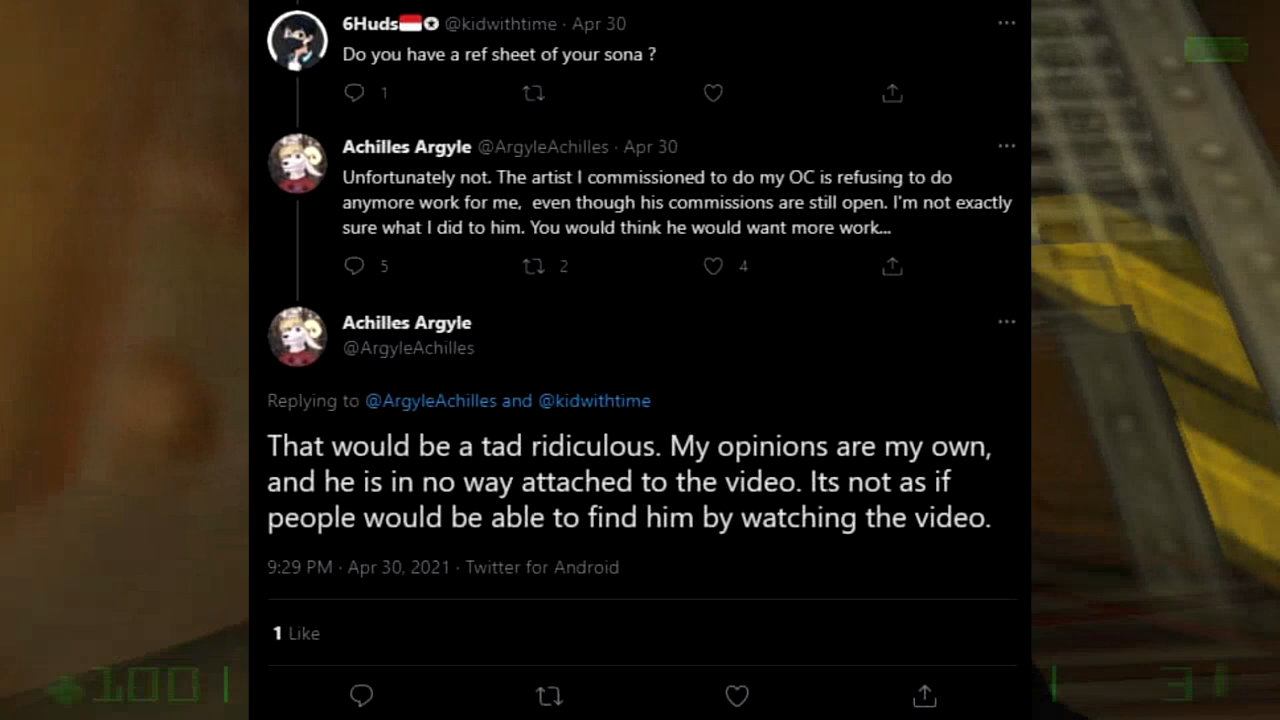 6Huds @kidwithtime · Apr 30
Do you have a ref sheet of your sona ?
1
Achilles Argyle @ArgyleAchilles · Apr 30
Unfortunately not. The artist I commissioned to do my OC is refusing to do
anymore work for me,  even though his commissions are still open. I'm not exactly
sure what I did to him. You would think he would want more work...
5 2 4
Achilles Argyle
@ArgyleAchilles
Replying to @ArgyleAchilles and @kidwithtime
That would be a tad ridiculous. My opinions are my own,
and he is in no way attached to the video. Its not as if
people would be able to find him by watching the video.
9:29 PM · Apr 30, 2021 · Twitter for Android
1 Like
100